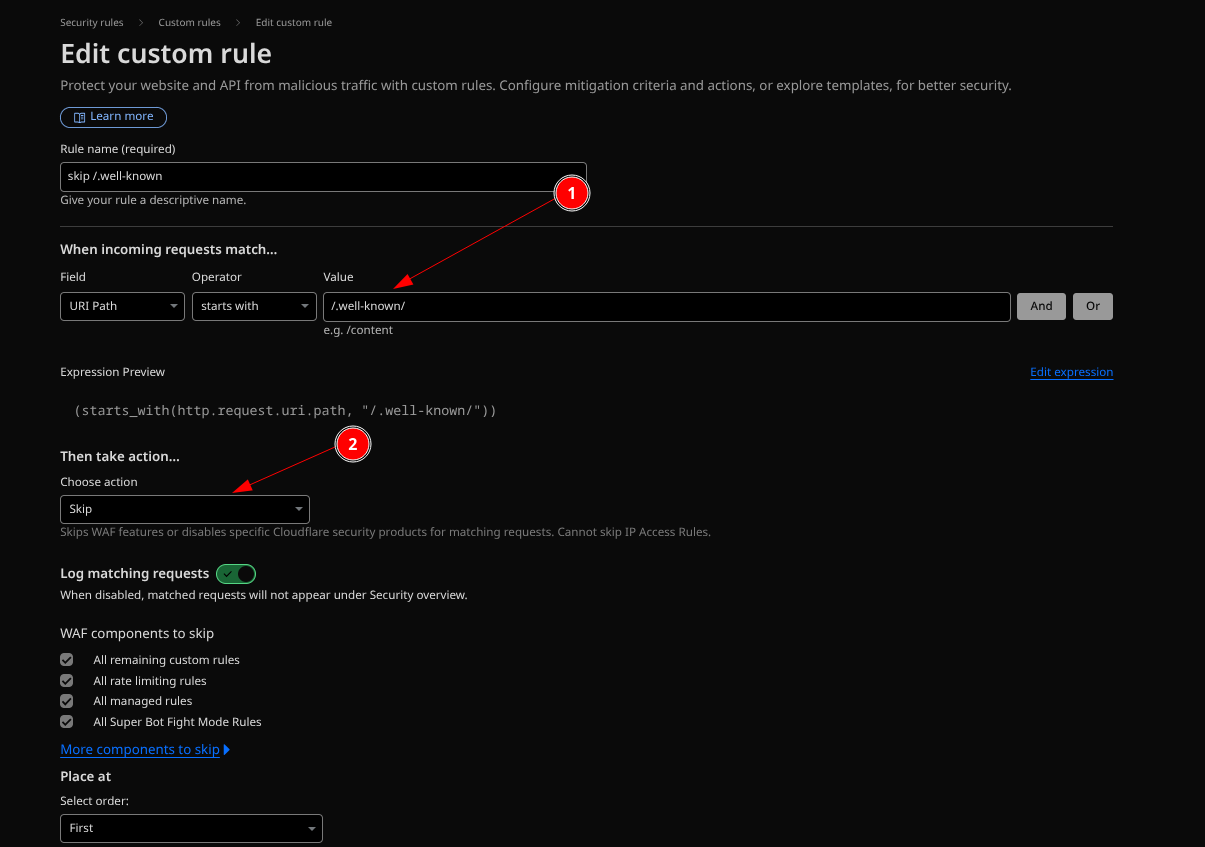 Security rules > Custom rules > Edit custom rule
Edit custom rule
Protect your website and API from malicious traffic with custom rules. Configure mitigation criteria and actions, or explore templates, for better security.
Learn more
Rule name (required)
skip /.well-known
1
Give your rule a descriptive name.
When incoming requests match...
Field Operator Value
URI Path starts with /.well-known/ And Or
e.g. /content
Expression Preview Edit expression
(starts_with(http.request.uri.path, "/.well-known/"))
2
Then take action...
Choose action
Skip
Skips WAF features or disables specific Cloudflare security products for matching requests. Cannot skip IP Access Rules.
Log matching requests
When disabled, matched requests will not appear under Security overview.
WAF components to skip
All remaining custom rules
All rate limiting rules
All managed rules
All Super Bot Fight Mode Rules
More components to skip
Place at
Select order:
First